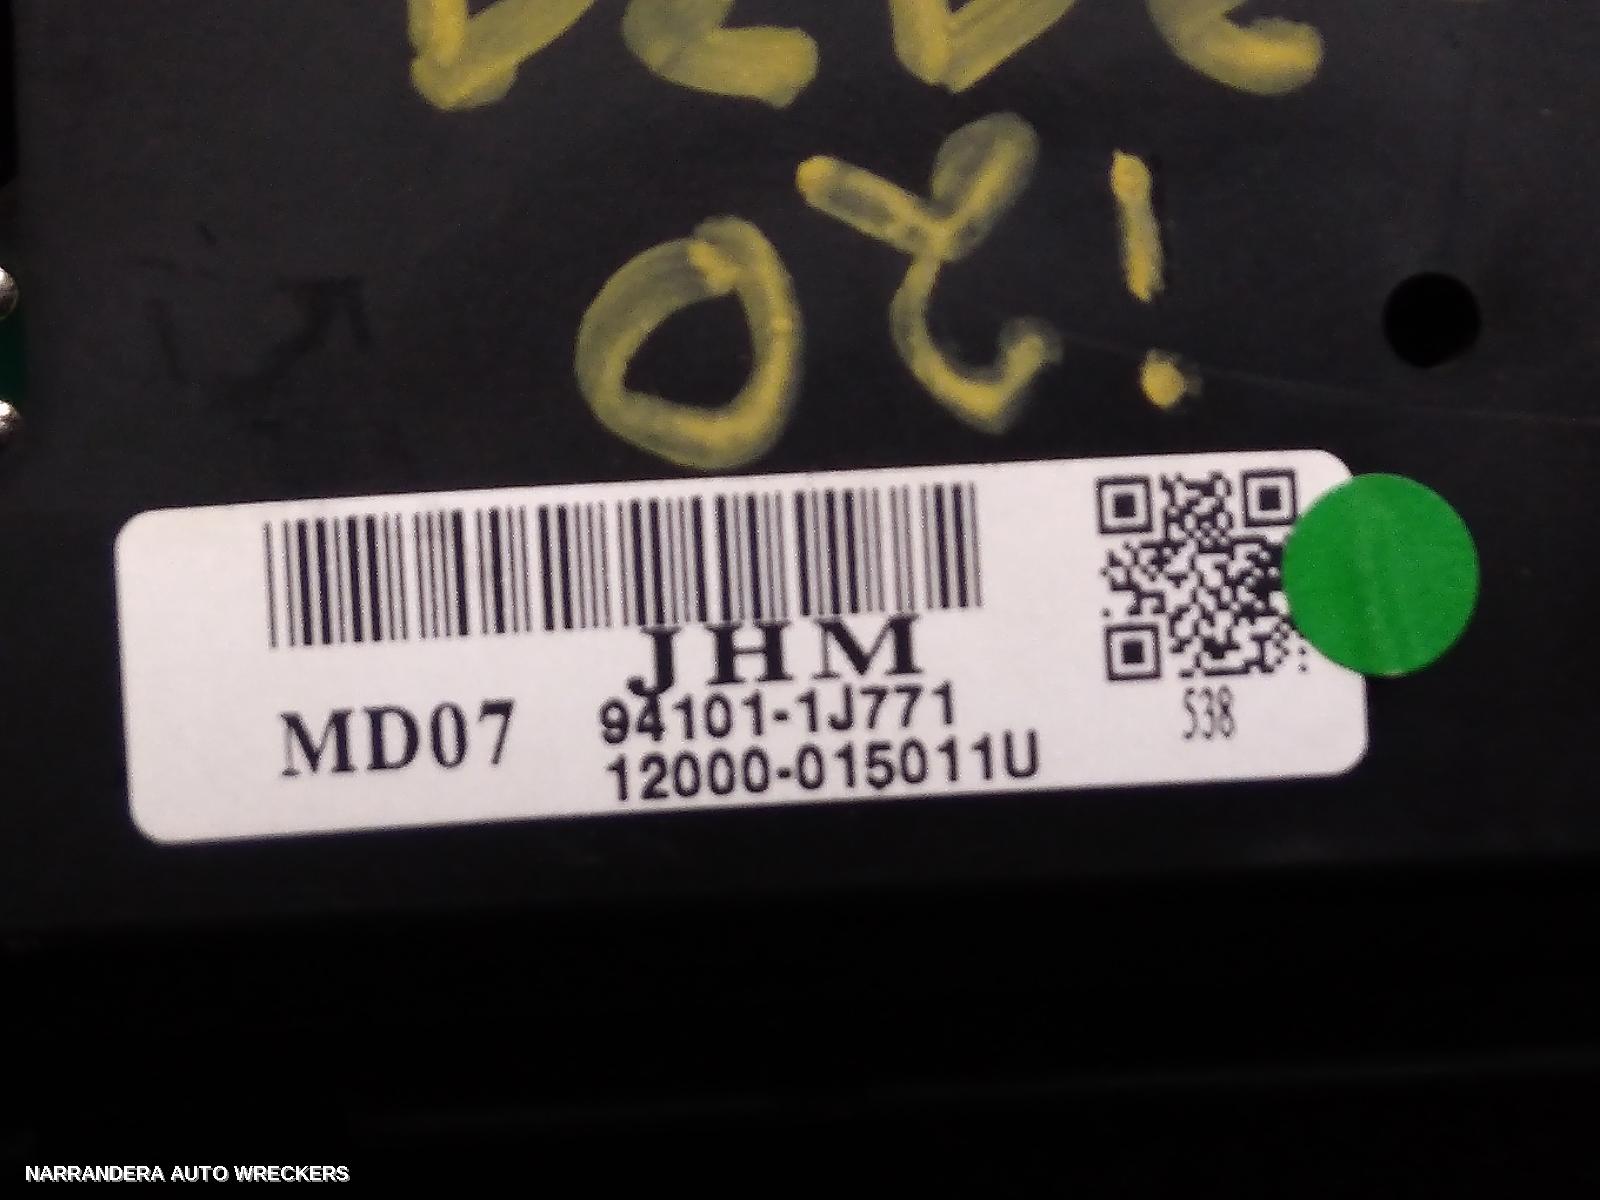 JHM
MD07
94101-1J771
12000-015011U
538
NARRANDERA AUTO WRECKERS